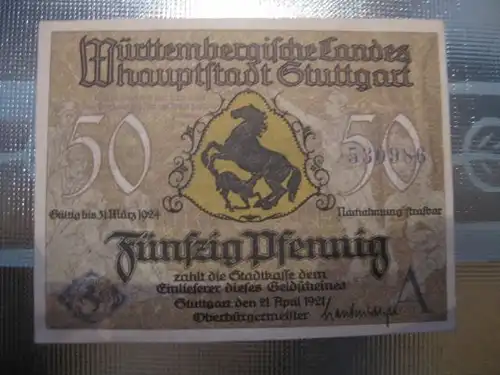 Württembergische Landes
hauptstadt Stuttgart
50 50
530986
Gültig bis 31. März 1924 Nachahmung strafbar
Fünfzig Pfennig
zahlt die Stadtkasse dem
Einlieferer dieses Geldscheines
Stuttgart den 21. April 1921
Oberbürgermeister
A